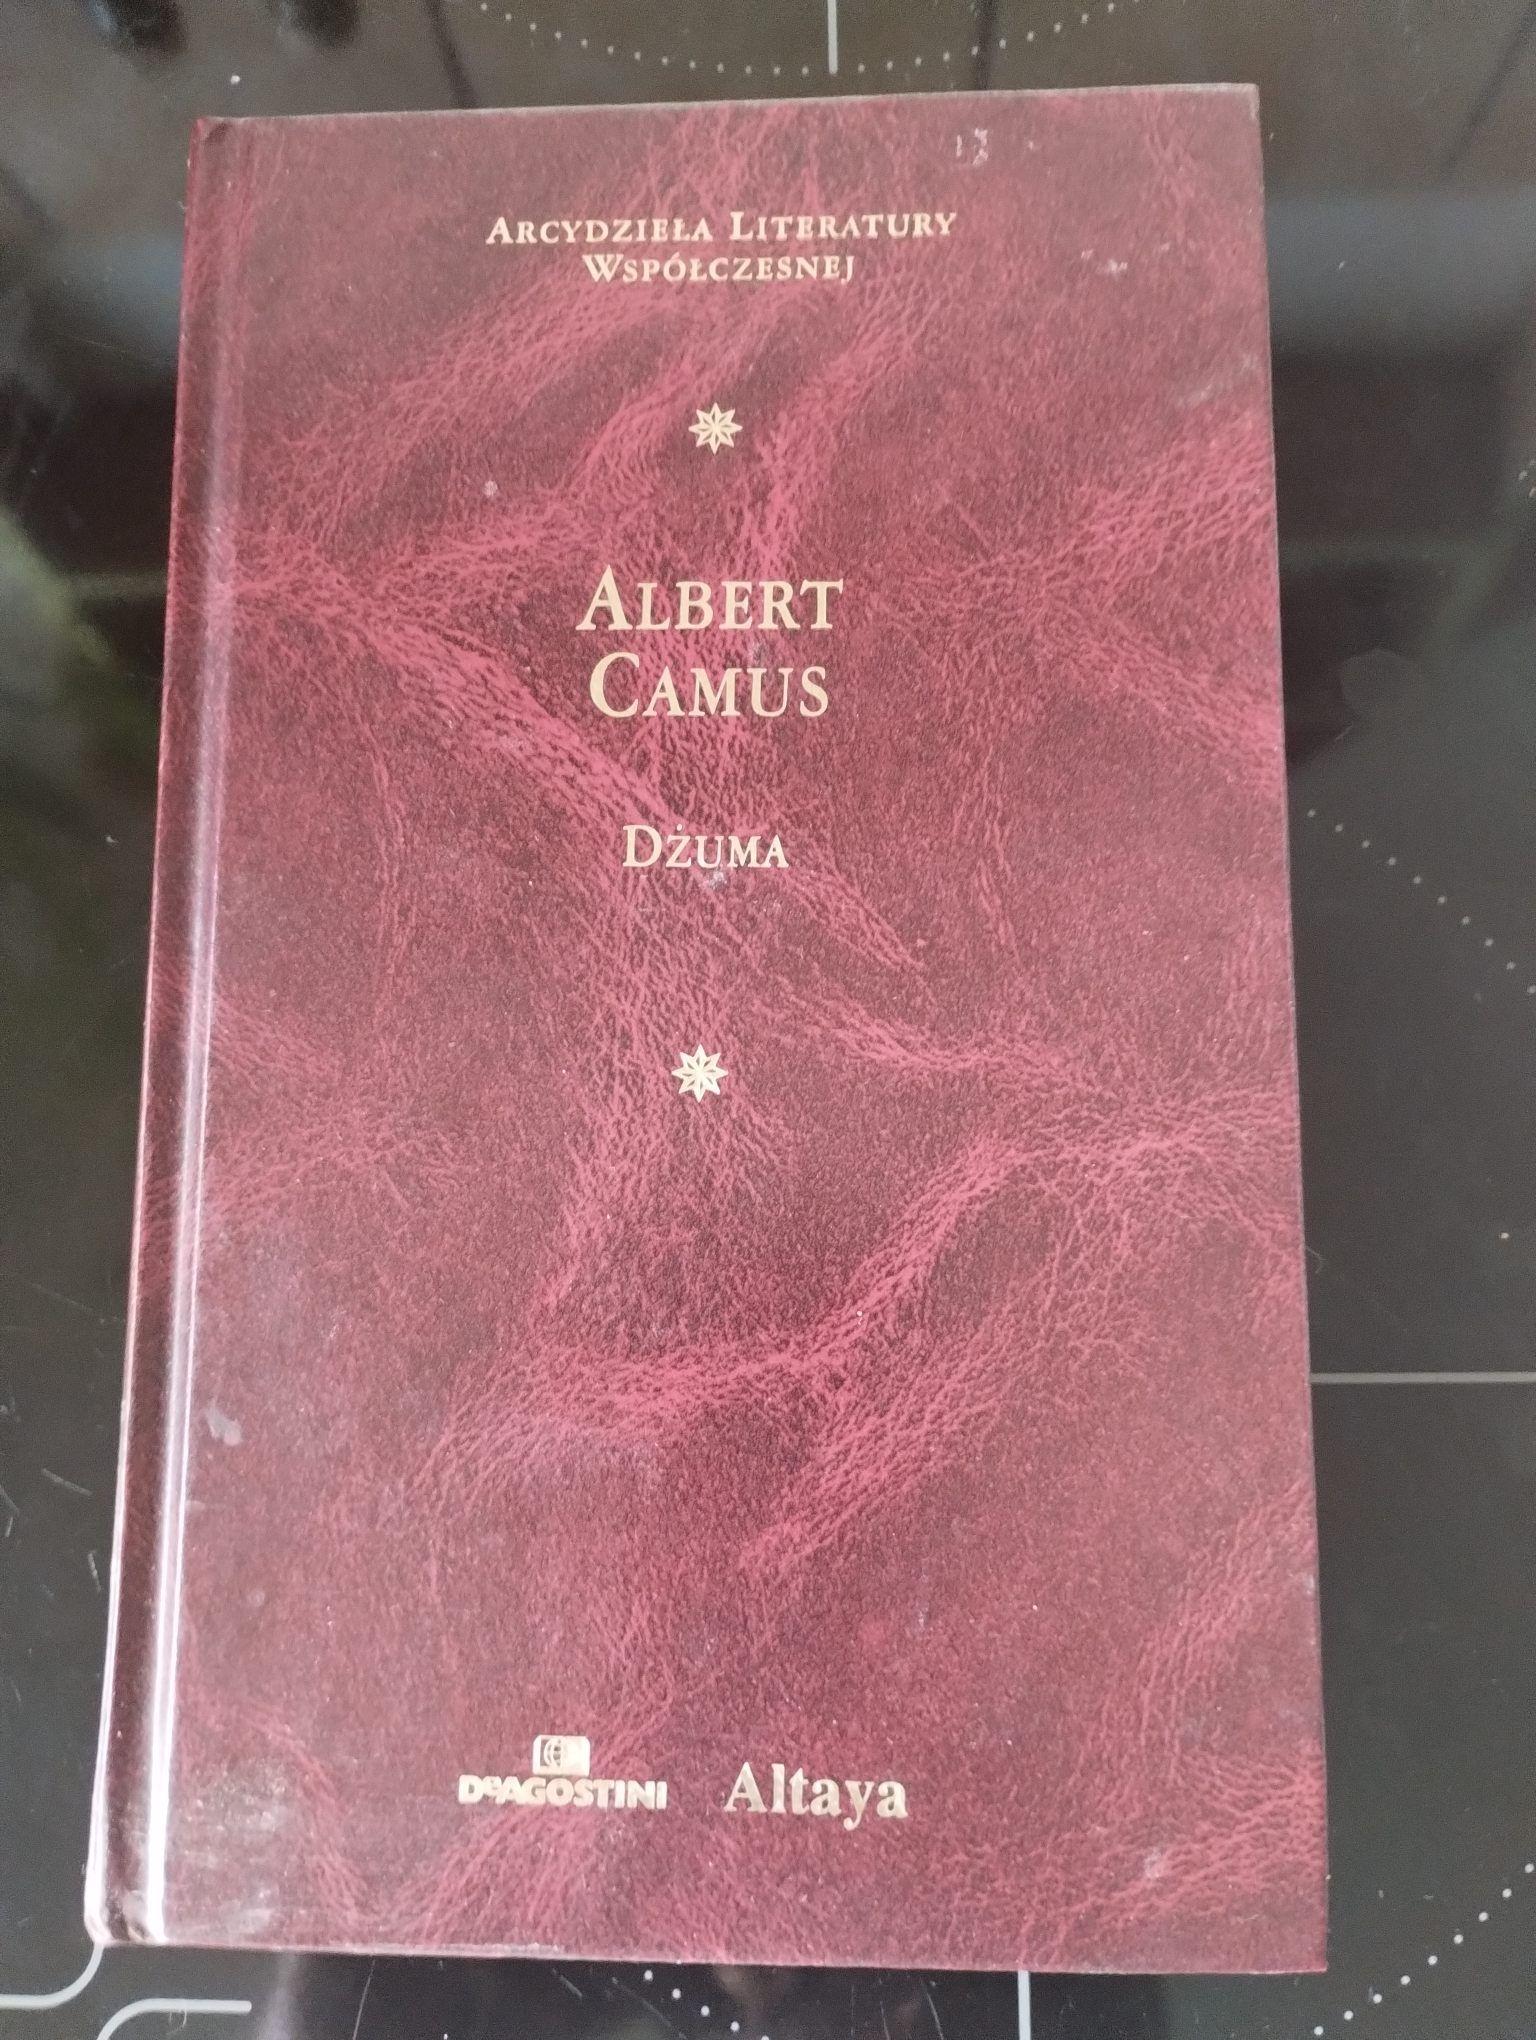 ARCYDZIEŁA LITERATURY
WSPÓŁCZESNEJ
ALBERT
CAMUS
DŻUMA
DEAGOSTINI Altaya